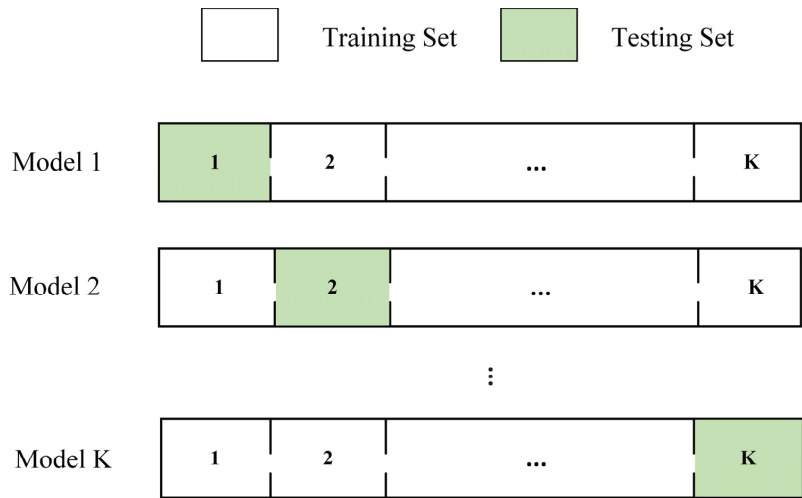 Training Set Testing Set
Model 1 1 2 ... K
Model 2 1 2 ... K
⋮
Model K 1 2 ... K